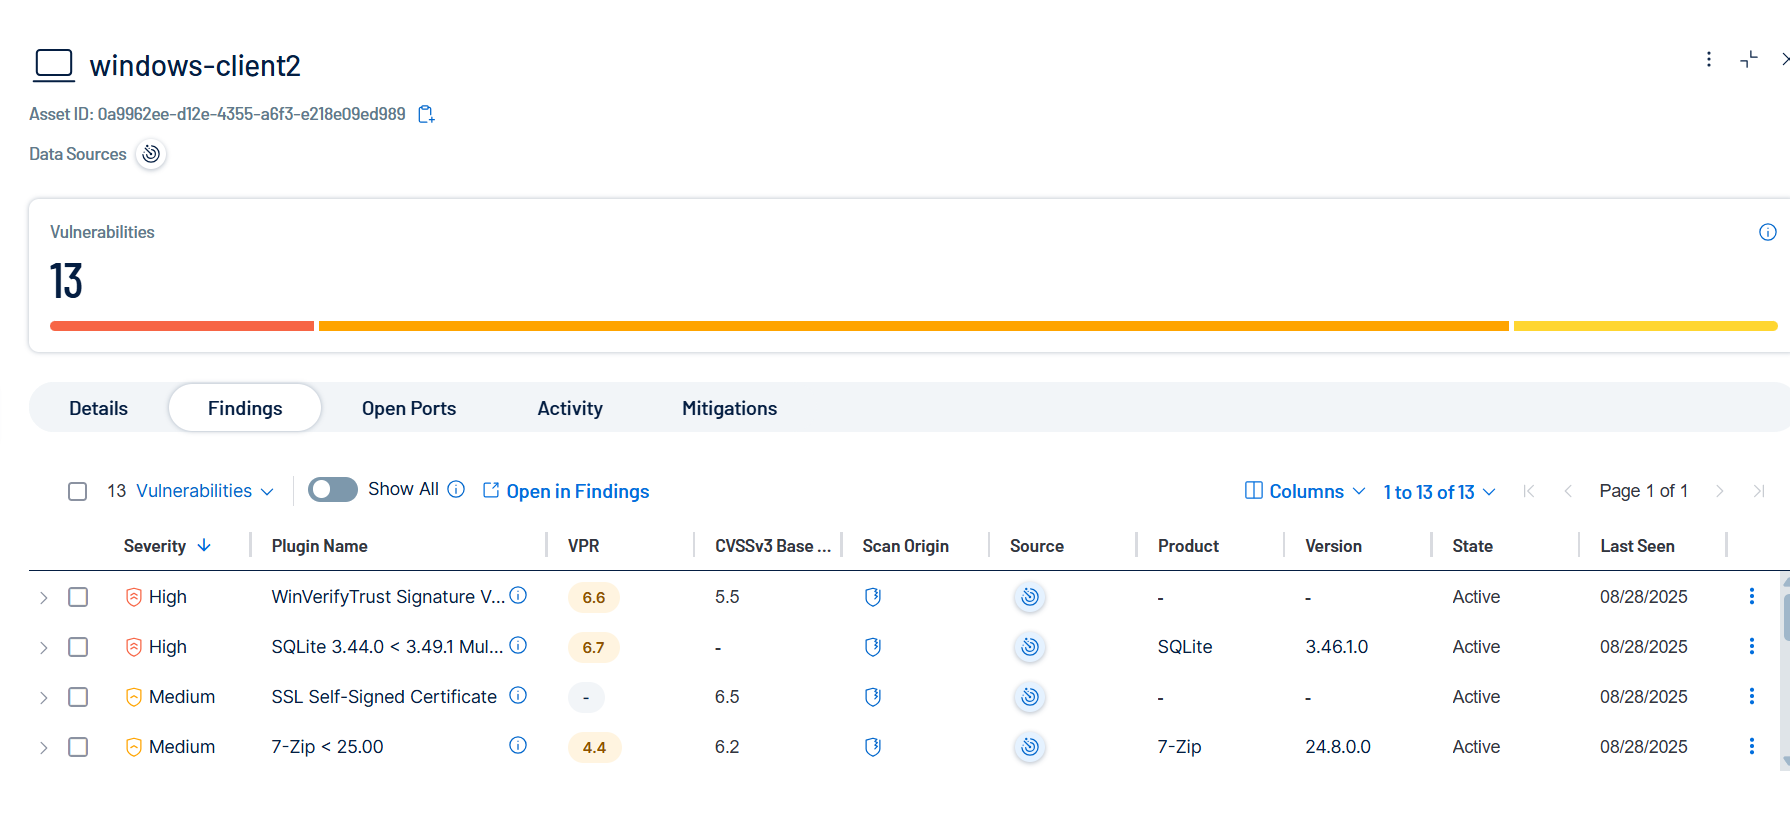 windows-client2
Asset ID: 0a9962ee-d12e-4355-a6f3-e218e09ed989
Data Sources
Vulnerabilities
13
Details Findings Open Ports Activity Mitigations
13 Vulnerabilities Show All Open in Findings Columns 1 to 13 of 13 Page 1 of 1
Severity Plugin Name VPR CVSSv3 Base ... Scan Origin Source Product Version State Last Seen
High WinVerifyTrust Signature V... 6.6 5.5 - - Active 08/28/2025
High SQLite 3.44.0 < 3.49.1 Mul... 6.7 - SQLite 3.46.1.0 Active 08/28/2025
Medium SSL Self-Signed Certificate - 6.5 - - Active 08/28/2025
Medium 7-Zip < 25.00 4.4 6.2 7-Zip 24.8.0.0 Active 08/28/2025